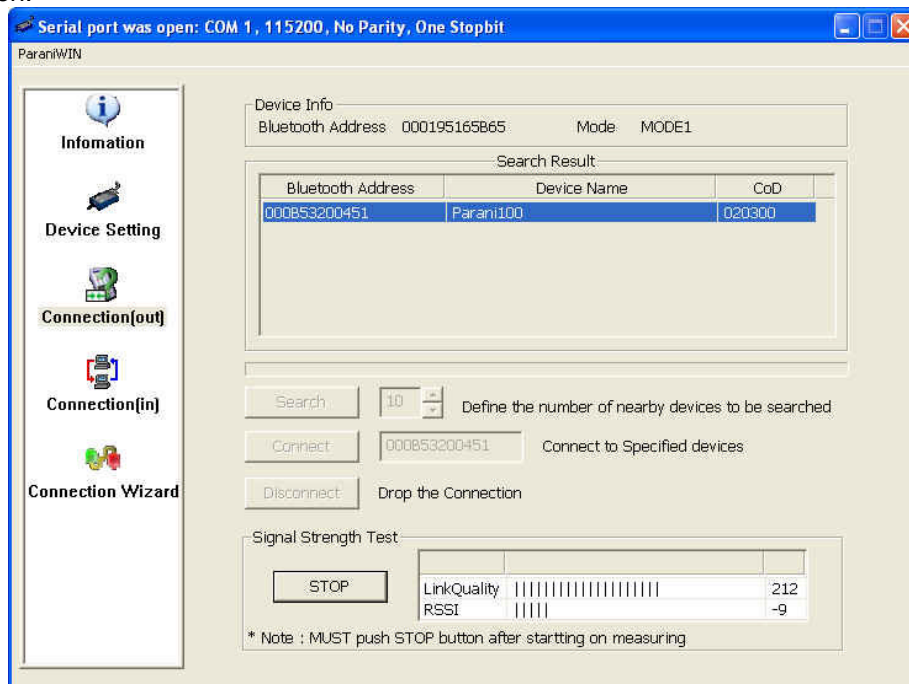 Serial port was open: COM 1, 115200, No Parity, One Stopbit
ParaniWIN
Infomation
Device Setting
Connection(out)
Connection(in)
Connection Wizard
Device Info
Bluetooth Address 000195165B65 Mode MODE1
Search Result
Bluetooth Address Device Name CoD
000B53200451 Parani100 020300
Search 10 Define the number of nearby devices to be searched
Connect 000B53200451 Connect to Specified devices
Disconnect Drop the Connection
Signal Strength Test
STOP
LinkQuality |||||||||||||||||||| 212
RSSI ||||| -9
* Note : MUST push STOP button after startting on measuring